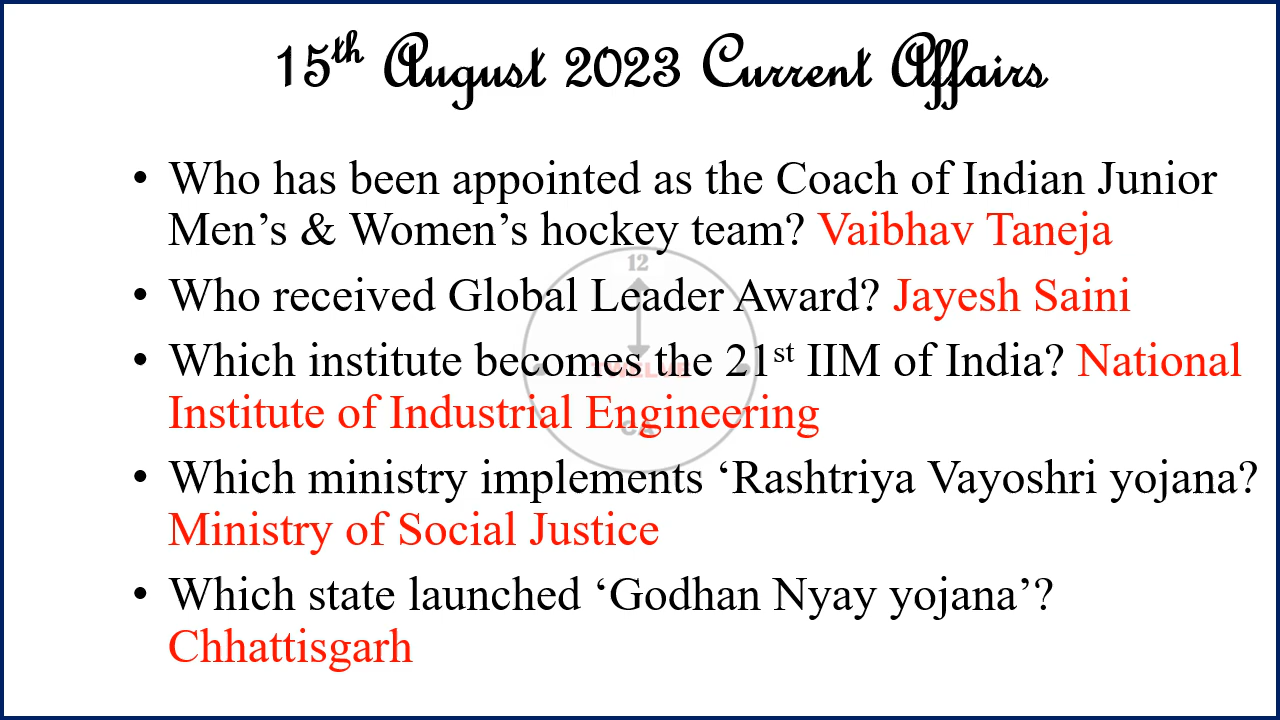 15th August 2023 Current Affairs
• Who has been appointed as the Coach of Indian Junior
Men’s & Women’s hockey team? Vaibhav Taneja
• Who received Global Leader Award? Jayesh Saini
• Which institute becomes the 21st IIM of India? National
Institute of Industrial Engineering
• Which ministry implements ‘Rashtriya Vayoshri yojana?
Ministry of Social Justice
• Which state launched ‘Godhan Nyay yojana’?
Chhattisgarh
12
CA